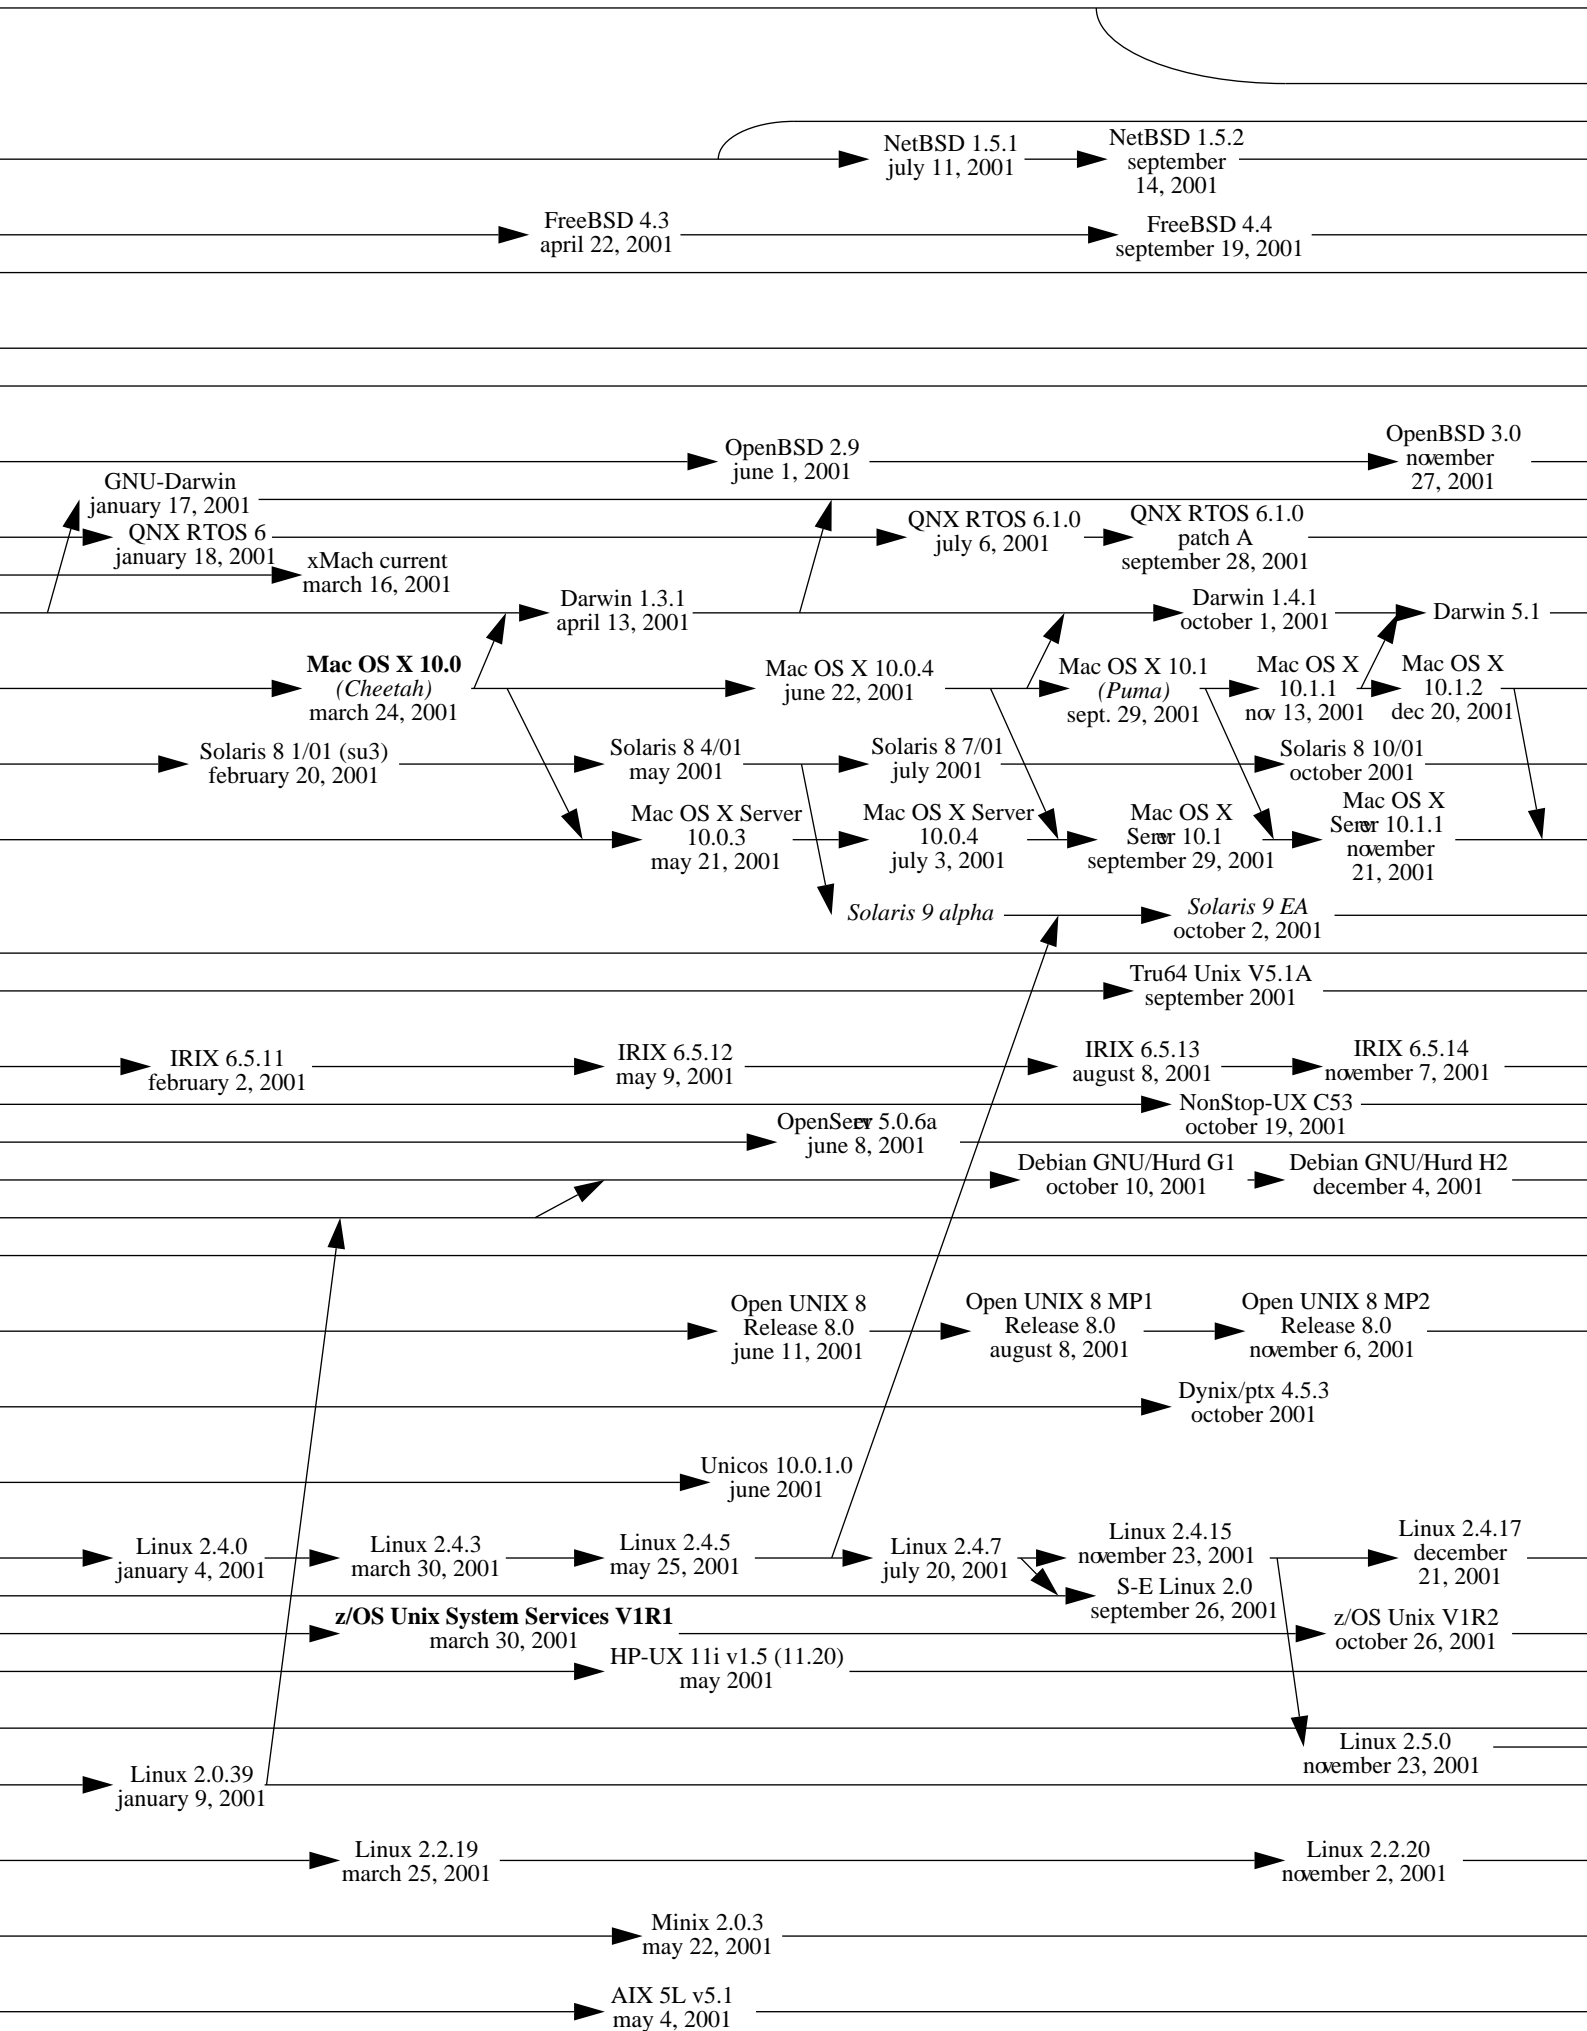 NetBSD 1.5.1
july 11, 2001
NetBSD 1.5.2
september
14, 2001
FreeBSD 4.3
april 22, 2001
FreeBSD 4.4
september 19, 2001
OpenBSD 2.9
june 1, 2001
OpenBSD 3.0
november
27, 2001
GNU-Darwin
january 17, 2001
QNX RTOS 6
january 18, 2001
QNX RTOS 6.1.0
july 6, 2001
QNX RTOS 6.1.0
patch A
september 28, 2001
xMach current
march 16, 2001
Darwin 1.3.1
april 13, 2001
Darwin 1.4.1
october 1, 2001
Darwin 5.1
Mac OS X 10.0
(Cheetah)
march 24, 2001
Mac OS X 10.0.4
june 22, 2001
Mac OS X 10.1
(Puma)
sept. 29, 2001
Mac OS X
10.1.1
nov 13, 2001
Mac OS X
10.1.2
dec 20, 2001
Solaris 8 1/01 (su3)
february 20, 2001
Solaris 8 4/01
may 2001
Solaris 8 7/01
july 2001
Solaris 8 10/01
october 2001
Mac OS X Server
10.0.3
may 21, 2001
Mac OS X Server
10.0.4
july 3, 2001
Mac OS X
Server 10.1
september 29, 2001
Mac OS X
Server 10.1.1
november
21, 2001
Solaris 9 alpha
Solaris 9 EA
october 2, 2001
Tru64 Unix V5.1A
september 2001
IRIX 6.5.11
february 2, 2001
IRIX 6.5.12
may 9, 2001
IRIX 6.5.13
august 8, 2001
IRIX 6.5.14
november 7, 2001
NonStop-UX C53
october 19, 2001
OpenServer 5.0.6a
june 8, 2001
Debian GNU/Hurd G1
october 10, 2001
Debian GNU/Hurd H2
december 4, 2001
Open UNIX 8
Release 8.0
june 11, 2001
Open UNIX 8 MP1
Release 8.0
august 8, 2001
Open UNIX 8 MP2
Release 8.0
november 6, 2001
Dynix/ptx 4.5.3
october 2001
Unicos 10.0.1.0
june 2001
Linux 2.4.0
january 4, 2001
Linux 2.4.3
march 30, 2001
Linux 2.4.5
may 25, 2001
Linux 2.4.7
july 20, 2001
Linux 2.4.15
november 23, 2001
Linux 2.4.17
december
21, 2001
S-E Linux 2.0
september 26, 2001
z/OS Unix System Services V1R1
march 30, 2001
z/OS Unix V1R2
october 26, 2001
HP-UX 11i v1.5 (11.20)
may 2001
Linux 2.5.0
november 23, 2001
Linux 2.0.39
january 9, 2001
Linux 2.2.19
march 25, 2001
Linux 2.2.20
november 2, 2001
Minix 2.0.3
may 22, 2001
AIX 5L v5.1
may 4, 2001